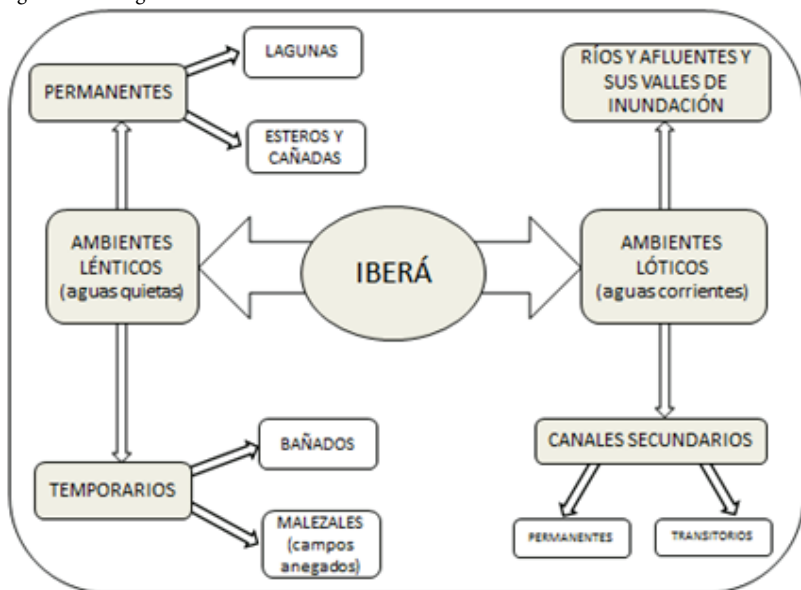 LAGUNAS
PERMANENTES
ESTEROS Y
CAÑADAS
RÍOS Y AFLUENTES Y
SUS VALLES DE
INUNDACIÓN
AMBIENTES
LÉNTICOS
(aguas quietas)
IBERÁ
AMBIENTES
LÓTICOS
(aguas corrientes)
BAÑADOS
TEMPORARIOS
MALEZALES
(campos
anegados)
CANALES SECUNDARIOS
PERMANENTES
TRANSITORIOS